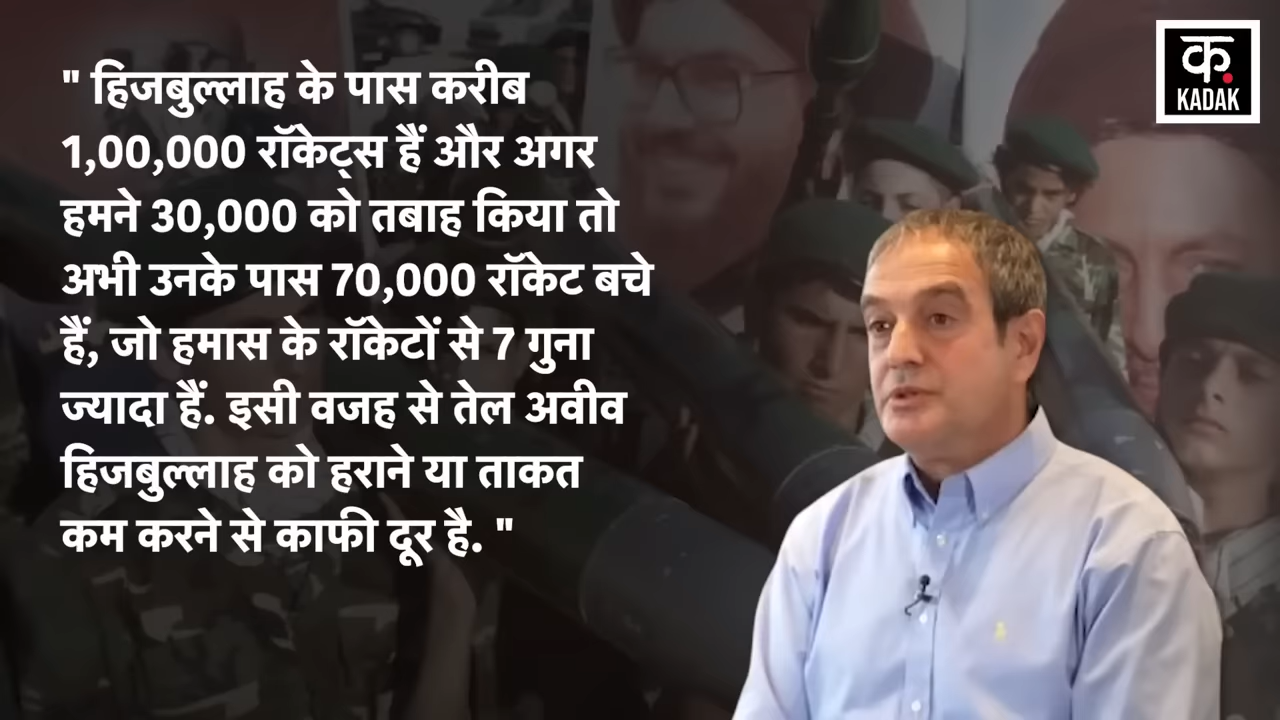 " हिजबुल्लाह के पास करीब
1,00,000 रॉकेट्स हैं और अगर
हमने 30,000 को तबाह किया तो
अभी उनके पास 70,000 रॉकेट बचे
हैं, जो हमास के रॉकेटों से 7 गुना
ज्यादा हैं. इसी वजह से तेल अवीव
हिजबुल्लाह को हराने या ताकत
कम करने से काफी दूर है. "
क.
KADAK